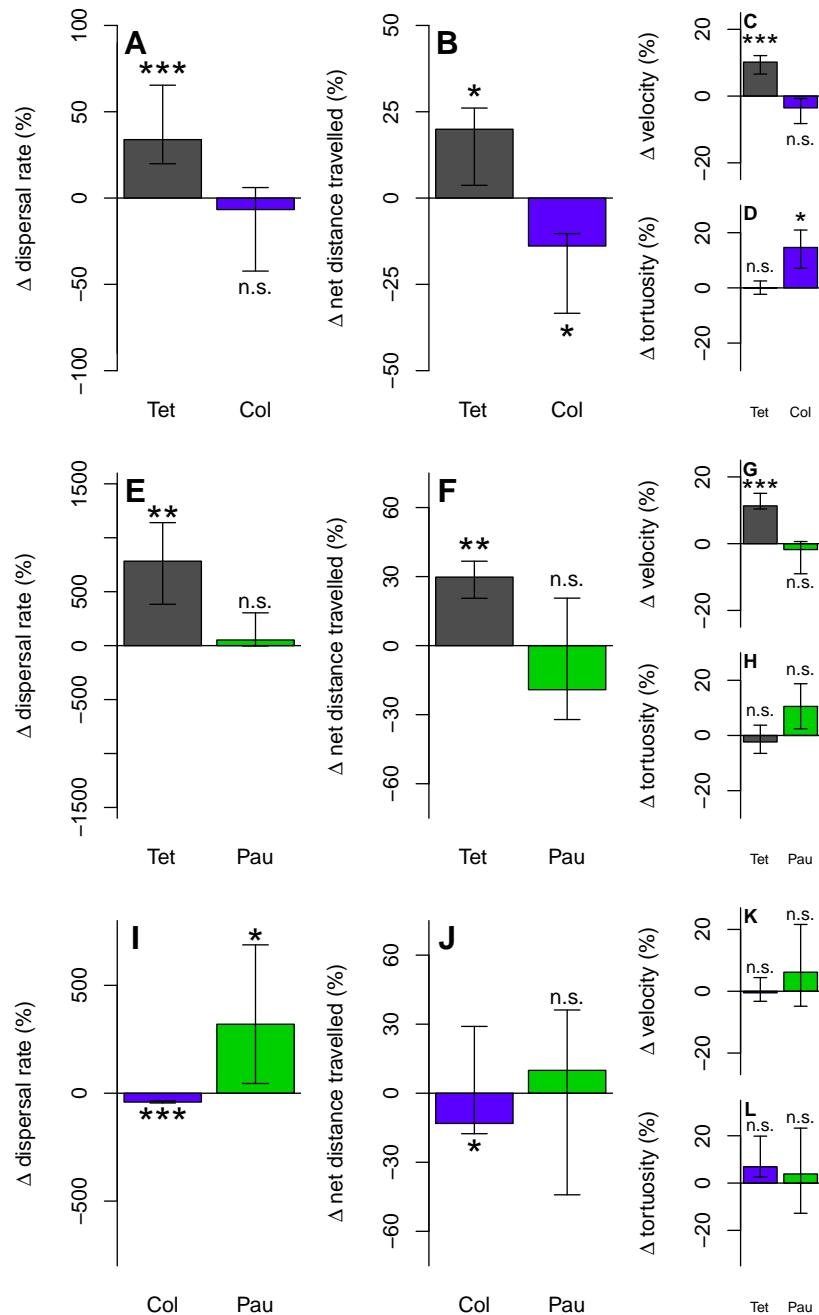 A
Δ dispersal rate (%)
100
50
0
−50
−100
***
n.s.
Tet
Col
B
Δ net distance travelled (%)
50
25
0
−25
−50
*
*
Tet
Col
C
Δ velocity (%)
20
0
−20
***
n.s.
D
Δ tortuosity (%)
20
0
−20
n.s.
*
Tet
Col
E
Δ dispersal rate (%)
1500
500
0
−500
−1500
**
n.s.
Tet
Pau
F
Δ net distance travelled (%)
60
30
0
−30
−60
**
n.s.
Tet
Pau
G
Δ velocity (%)
20
0
−20
***
n.s.
H
Δ tortuosity (%)
20
0
−20
n.s.
n.s.
Tet
Pau
I
Δ dispersal rate (%)
500
0
−500
***
*
Col
Pau
J
Δ net distance travelled (%)
60
30
0
−30
−60
*
n.s.
Col
Pau
K
Δ velocity (%)
20
0
−20
n.s.
n.s.
L
Δ tortuosity (%)
20
0
−20
n.s.
n.s.
Tet
Pau